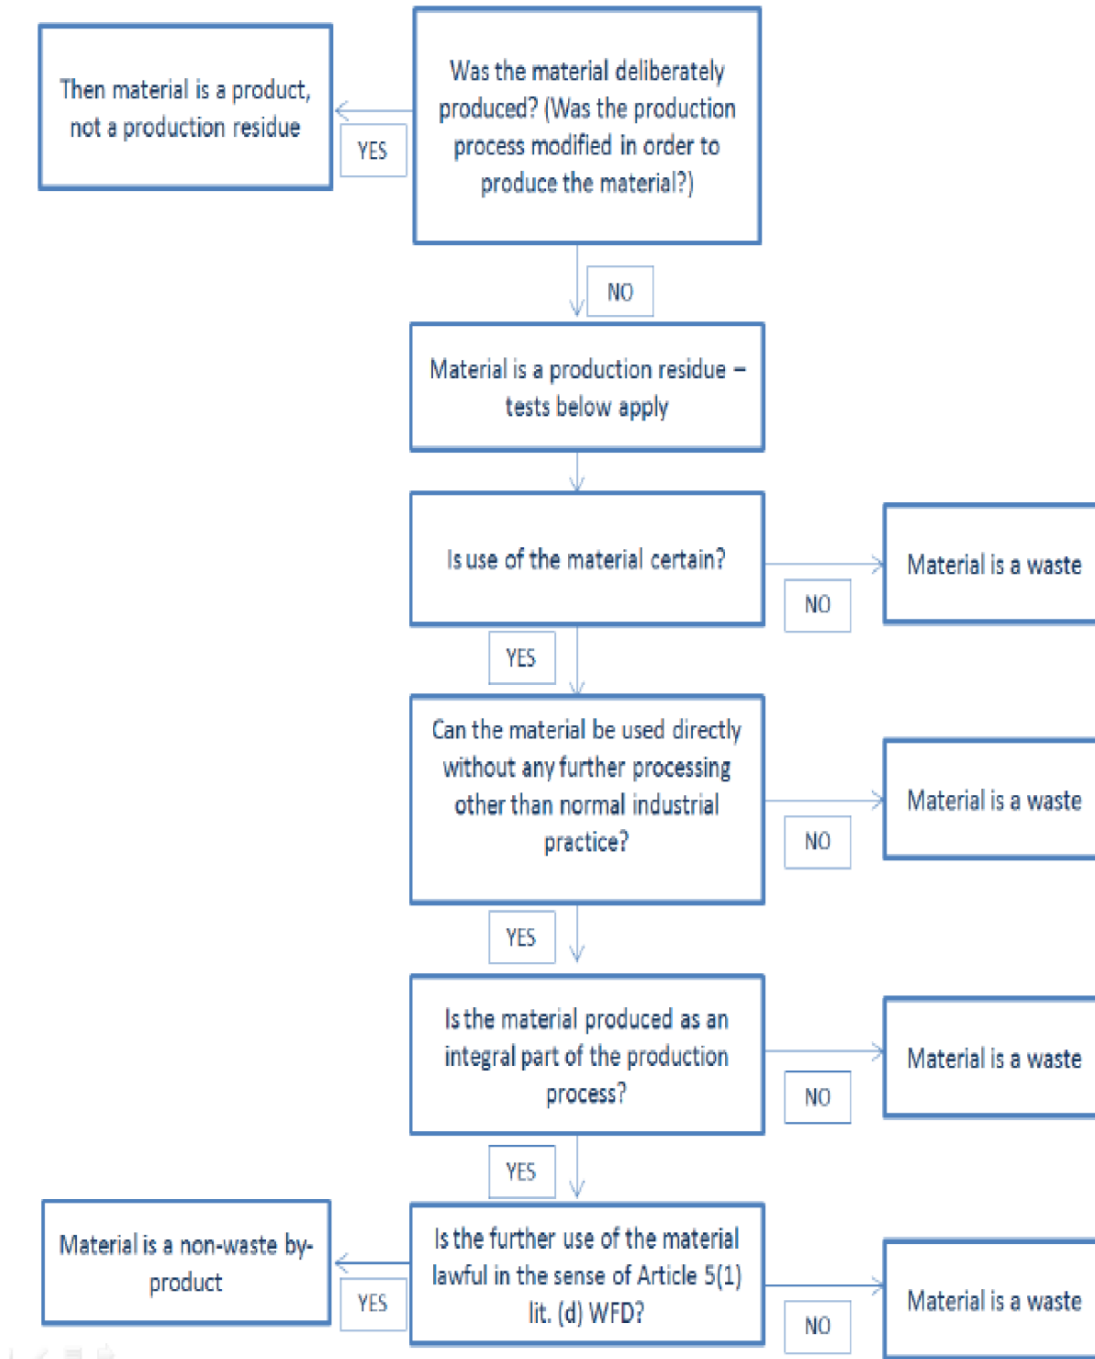 Then material is a product,
not a production residue
Was the material deliberately
produced? (Was the production
process modified in order to
produce the material?)
YES
NO
Material is a production residue –
tests below apply
Is use of the material certain?
NO
Material is a waste
YES
Can the material be used directly
without any further processing
other than normal industrial
practice?
NO
Material is a waste
YES
Is the material produced as an
integral part of the production
process?
NO
Material is a waste
YES
Is the further use of the material
lawful in the sense of Article 5(1)
lit. (d) WFD?
YES
Material is a non-waste by-
product
NO
Material is a waste